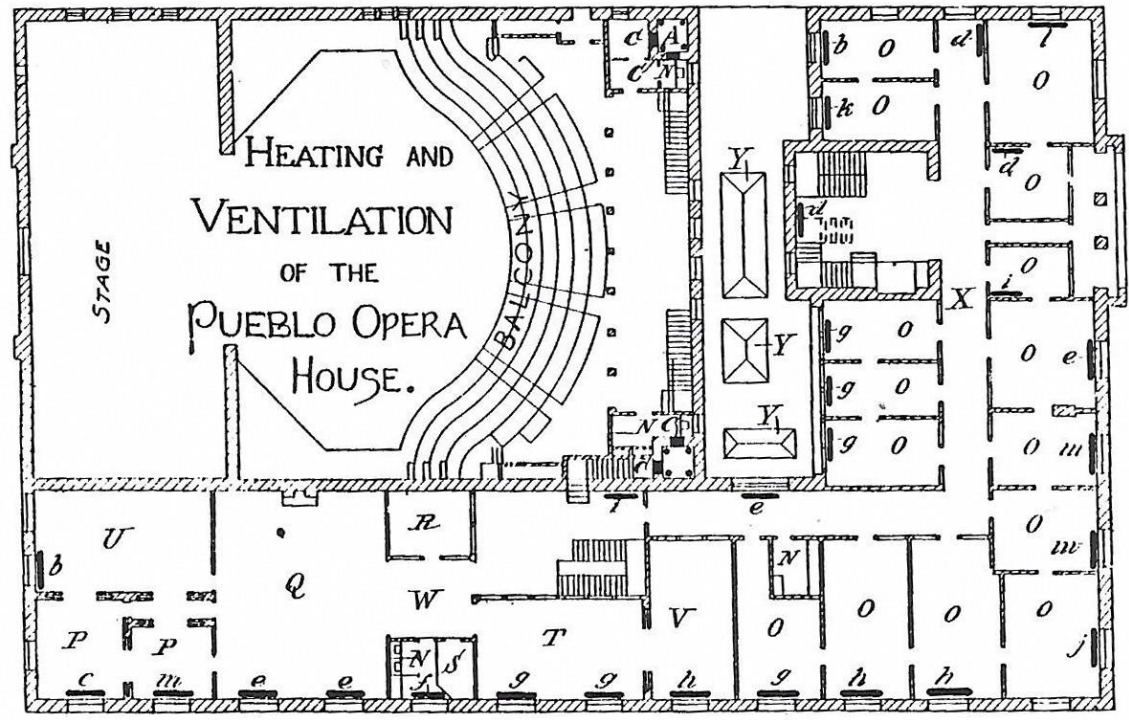 HEATING AND
VENTILATION
OF THE
PUEBLO OPERA
HOUSE.
STAGE
BALCONY
C A
C N
N C
d
Y
Y
Y
b O
k O
d
l
O
d
O
d
i
O
X
g O
g O
g O
O e
O m
O m
O
j
l
e
U
b
R
Q
W
P
P
c
m
e
e
N S
f
T
g
g
V
h
N
O
g
O
h
O
h